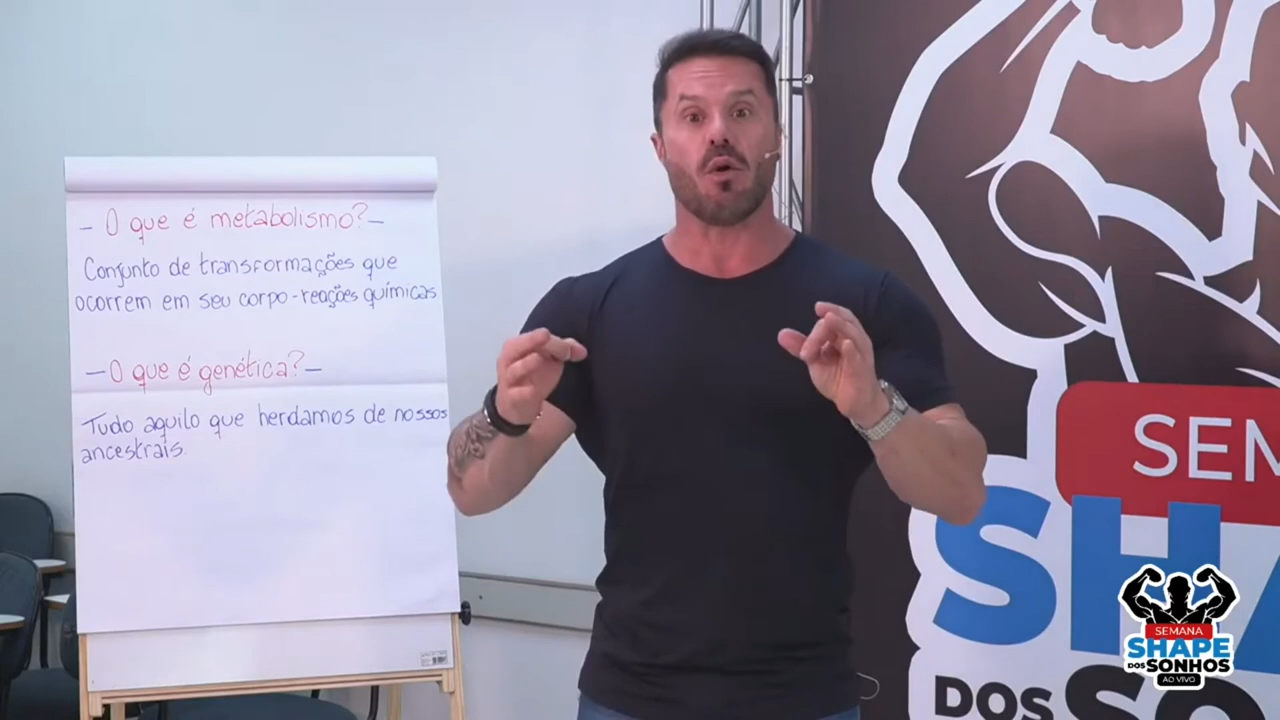 - O que é metabolismo? -
Conjunto de transformações que
ocorrem em seu corpo - reações químicas
- O que é genética? -
Tudo aquilo que herdamos de nossos
ancestrais.
SEM
SHA
DOS SO
SEMANA
SHAPE
DOS SONHOS
AO VIVO